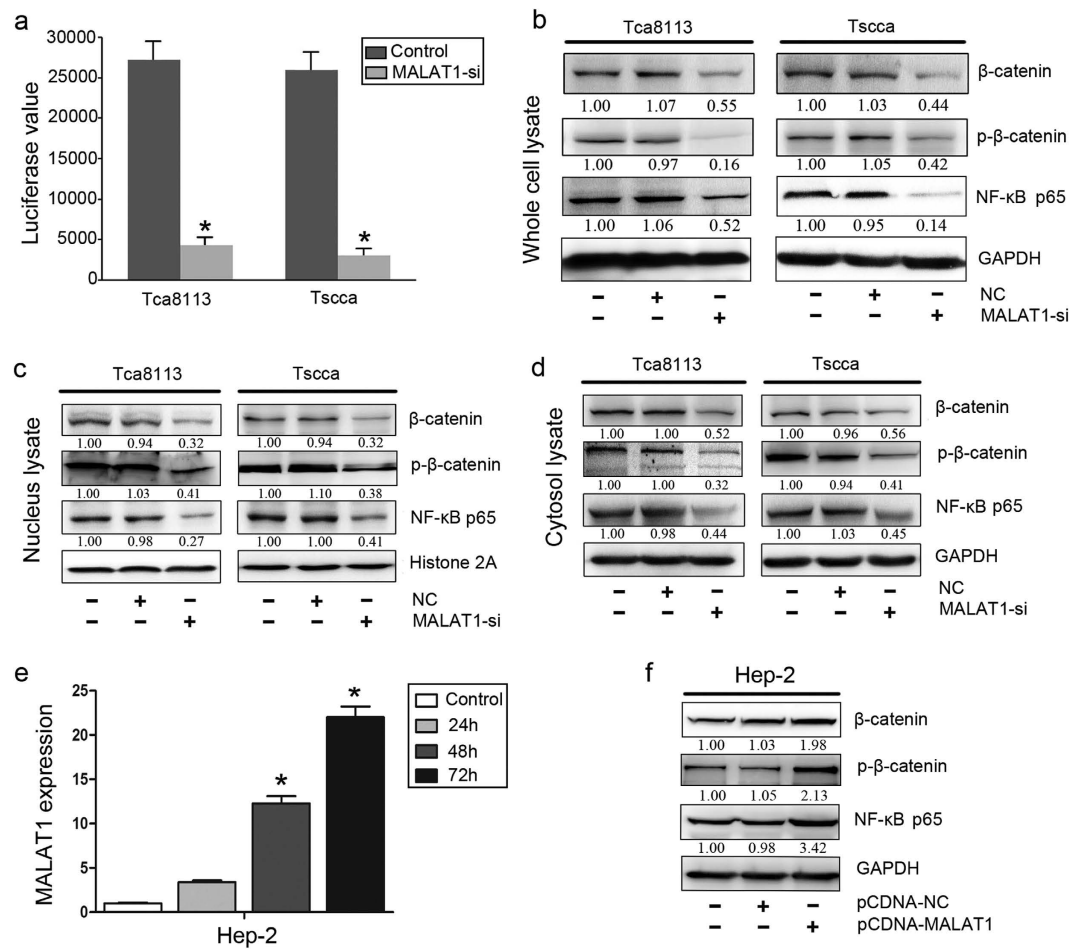 a
30000
25000
20000
15000
10000
5000
0
Luciferase value
Control
MALAT1-si
*
*
Tca8113
Tscca
b
Tca8113
Tscca
Whole cell lysate
β-catenin
1.00 1.07 0.55 1.00 1.03 0.44
p-β-catenin
1.00 0.97 0.16 1.00 1.05 0.42
NF-κB p65
1.00 1.06 0.52 1.00 0.95 0.14
GAPDH
– + – – + – NC
– – + – – + MALAT1-si
c
Tca8113
Tscca
Nucleus lysate
β-catenin
1.00 0.94 0.32 1.00 0.94 0.32
p-β-catenin
1.00 1.03 0.41 1.00 1.10 0.38
NF-κB p65
1.00 0.98 0.27 1.00 1.00 0.41
Histone 2A
– + – – + – NC
– – + – – + MALAT1-si
d
Tca8113
Tscca
Cytosol lysate
β-catenin
1.00 1.00 0.52 1.00 0.96 0.56
p-β-catenin
1.00 1.00 0.32 1.00 0.94 0.41
NF-κB p65
1.00 0.98 0.44 1.00 1.03 0.45
GAPDH
– + – – + – NC
– – + – – + MALAT1-si
e
25
20
15
10
5
0
MALAT1 expression
*
*
Control
24h
48h
72h
Hep-2
f
Hep-2
β-catenin
1.00 1.03 1.98
p-β-catenin
1.00 1.05 2.13
NF-κB p65
1.00 0.98 3.42
GAPDH
– + – pCDNA-NC
– – + pCDNA-MALAT1